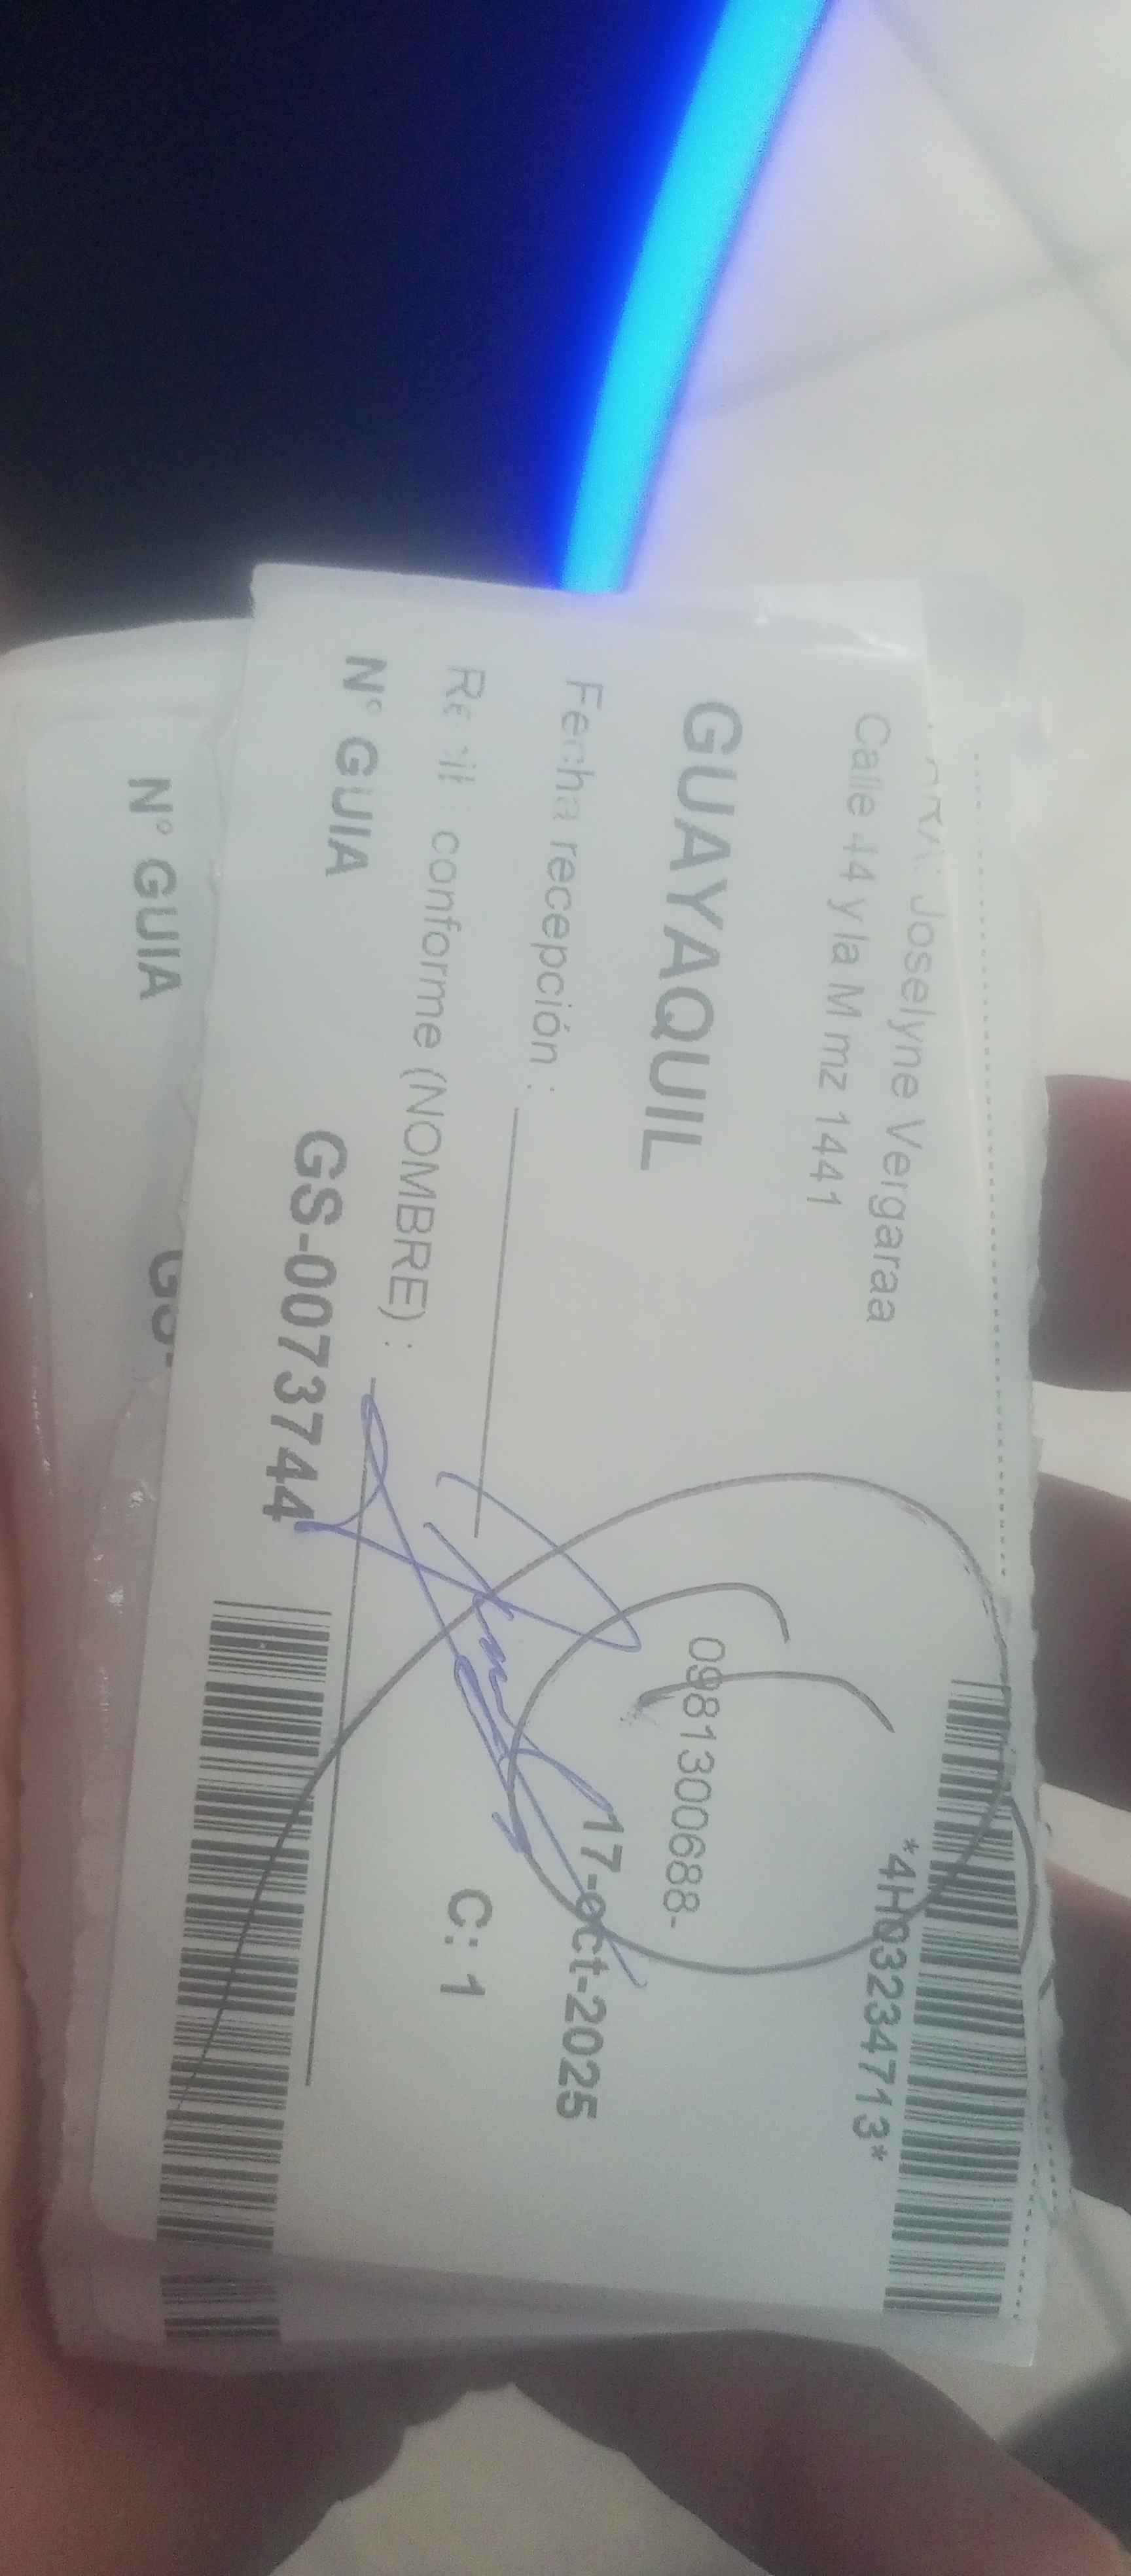 Joselyne Vergaraa
*4H03234713*
Calle 44 y la M mz 1441
GUAYAQUIL
0981300688-
Fecha recepción :
17-oct-2025
conforme (NOMBRE) :
C: 1
N° GUIA
GS-0073744
N° GUIA